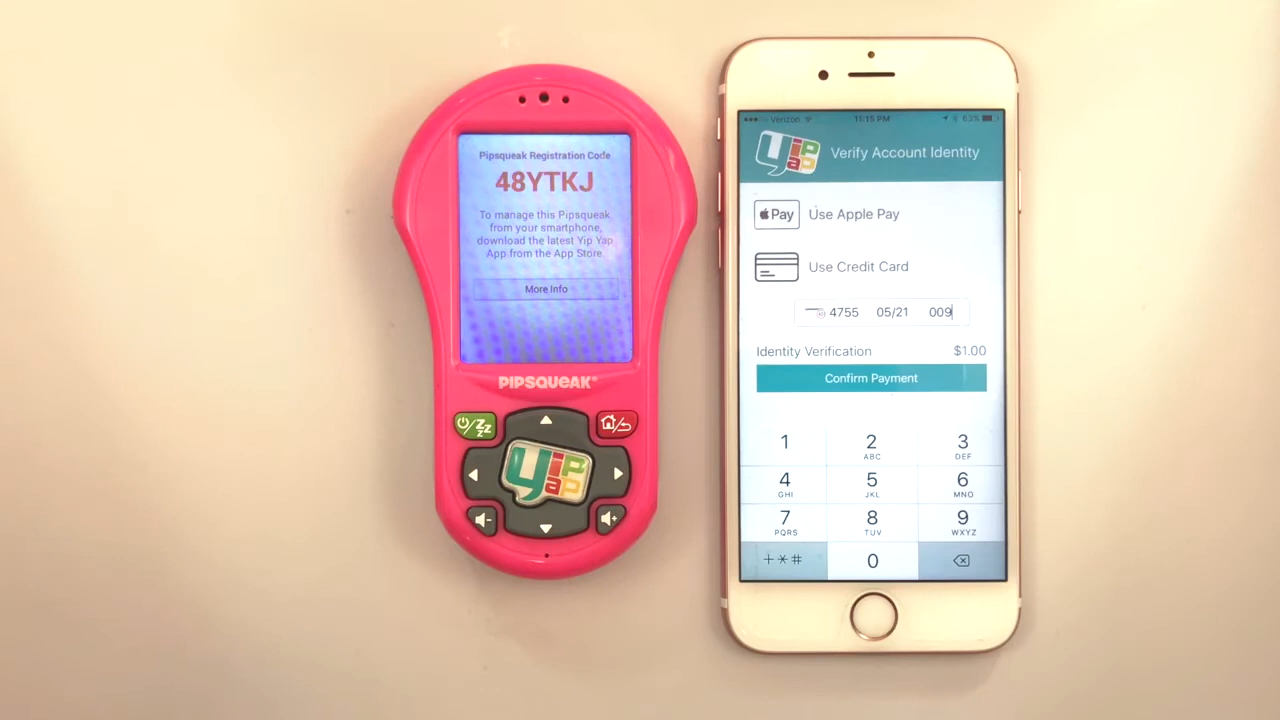 Pipsqueak Registration Code
48YTKJ
To manage this Pipsqueak
from your smartphone,
download the latest Yip Yap
App from the App Store.
More Info
PIPSQUEAK
Zzz
Yip
Yap
Verizon 11:15 PM 63%
Yip
Yap
Verify Account Identity
Pay Use Apple Pay
Use Credit Card
4755 05/21 009
Identity Verification $1.00
Confirm Payment
1 2 3
ABC DEF
4 5 6
GHI JKL MNO
7 8 9
PQRS TUV WXYZ
+*# 0